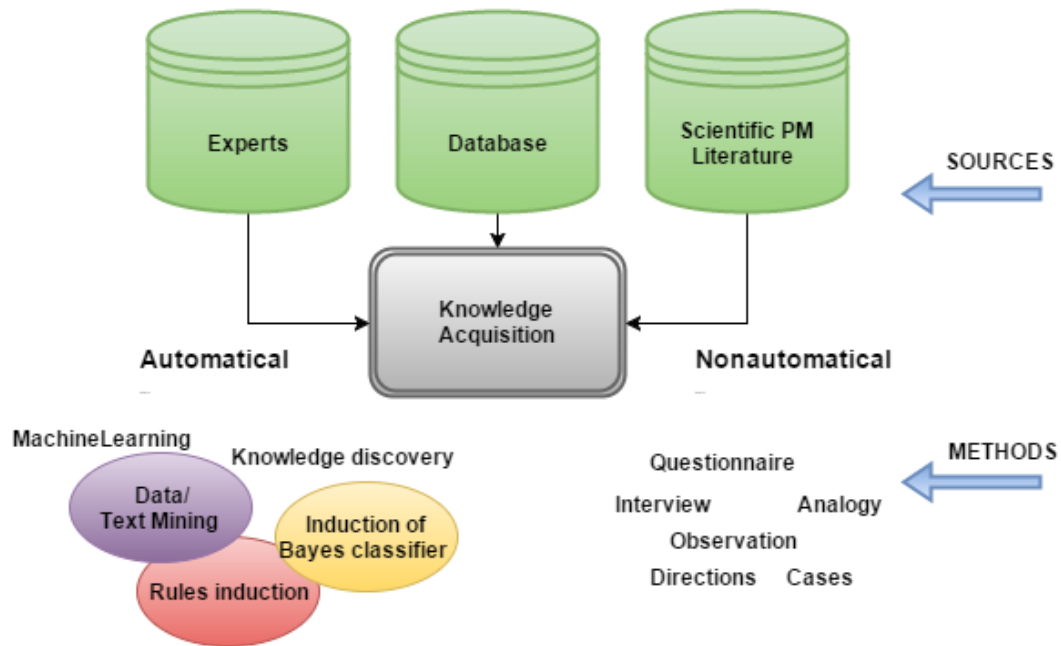 Experts
Database
Scientific PM
Literature
SOURCES
Knowledge
Acquisition
Automatical
Nonautomatical
MachineLearning
Knowledge discovery
Data/
Text Mining
Induction of
Bayes classifier
Rules induction
METHODS
Questionnaire
Interview
Analogy
Observation
Directions
Cases